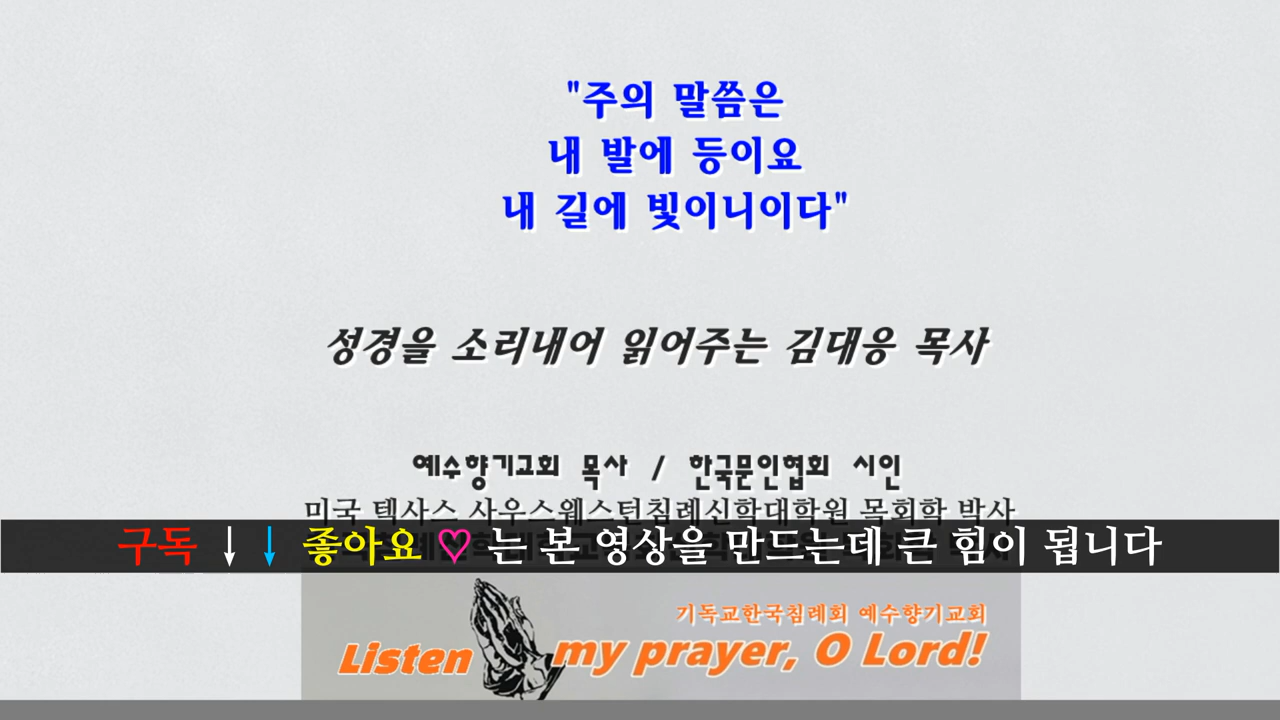 "주의 말씀은
내 발에 등이요
내 길에 빛이니이다"
성경을 소리내어 읽어주는 김대응 목사
예수향기교회 목사 / 한국문인협회 시인
미국 텍사스 사우스웨스턴침례신학대학원 목회학 박사
구독 ↓↓ 좋아요 ♡ 는 본 영상을 만드는데 큰 힘이 됩니다
기독교한국침례회 예수향기교회
Listen my prayer, O Lord!